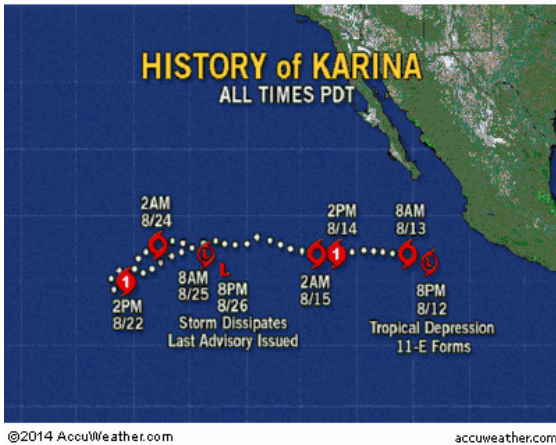 HISTORY of KARINA
ALL TIMES PDT
2AM
8/24
2PM
8/14
8AM
8/13
1
1
L
L
L
8AM
8/25
8PM
8/26
2AM
8/15
8PM
8/12
2PM
8/22
Storm Dissipates
Last Advisory Issued
Tropical Depression
11-E Forms
©2014 AccuWeather.com
accuweather.com